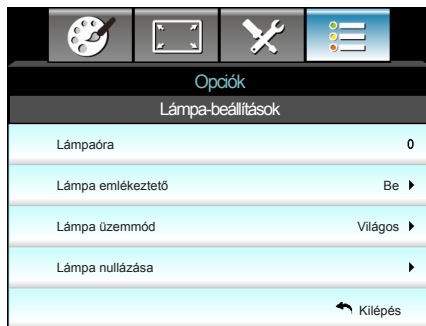 Opciók
Lámpa-beállítások
Lámpaóra 0
Lámpa emlékeztető Be
Lámpa üzemmód Világos
Lámpa nullázása
Kilépés